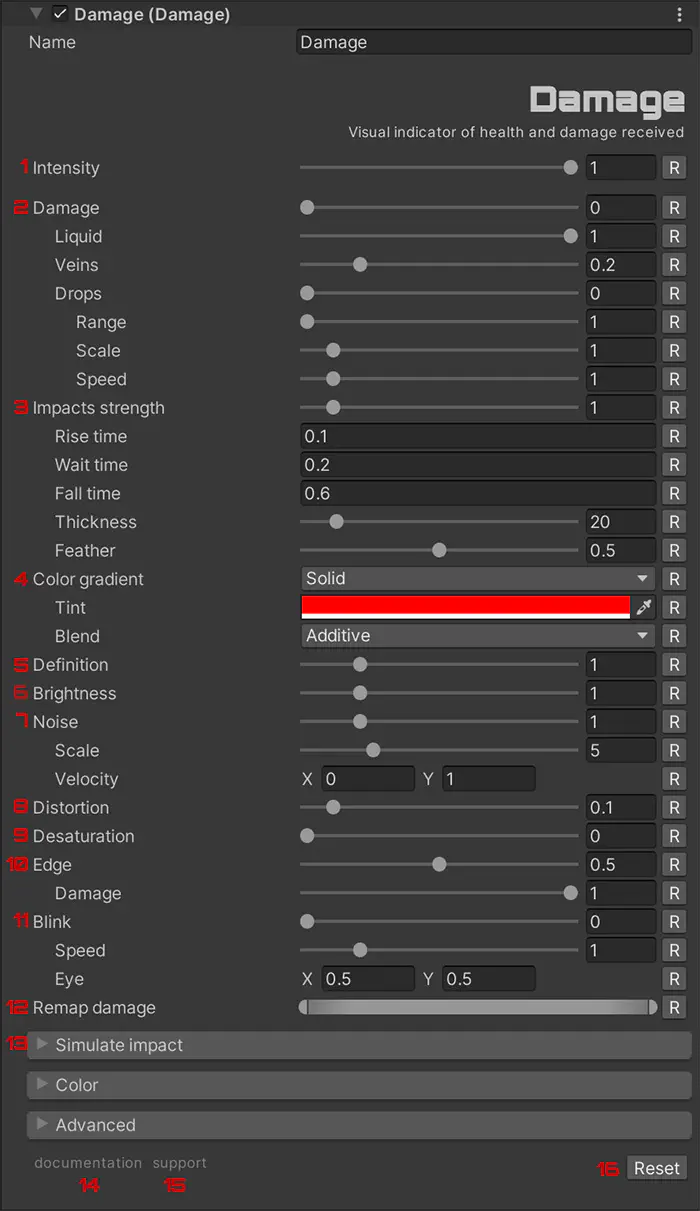 Damage (Damage)
Name Damage
Damage
Visual indicator of health and damage received
1 Intensity 1 R
2 Damage 0 R
Liquid 1 R
Veins 0.2 R
Drops 0 R
Range 1 R
Scale 1 R
Speed 1 R
3 Impacts strength 1 R
Rise time 0.1 R
Wait time 0.2 R
Fall time 0.6 R
Thickness 20 R
Feather 0.5 R
4 Color gradient Solid R
Tint R
Blend Additive R
5 Definition 1 R
6 Brightness 1 R
7 Noise 1 R
Scale 5 R
Velocity X 0 Y 1 R
8 Distortion 0.1 R
9 Desaturation 0 R
10 Edge 0.5 R
Damage 1 R
11 Blink 0 R
Speed 1 R
Eye X 0.5 Y 0.5 R
12 Remap damage R
13 Simulate impact
Color
Advanced
documentation support
14 15
16 Reset